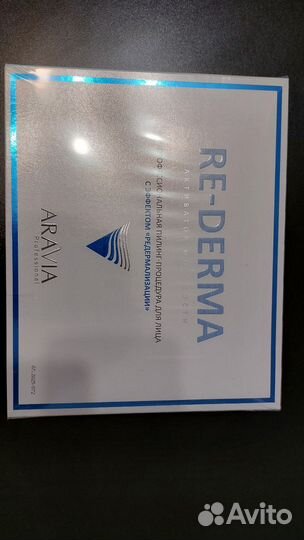 RE-DERMA
АКТИВАТОР
ПРОФЕССИОНАЛЬНАЯ ПИЛИНГ-ПРОЦЕДУРА ДЛЯ ЛИЦА
С ЭФФЕКТОМ «РЕДЕРМАЛИЗАЦИИ»
ARAVIA
Professional
Avito